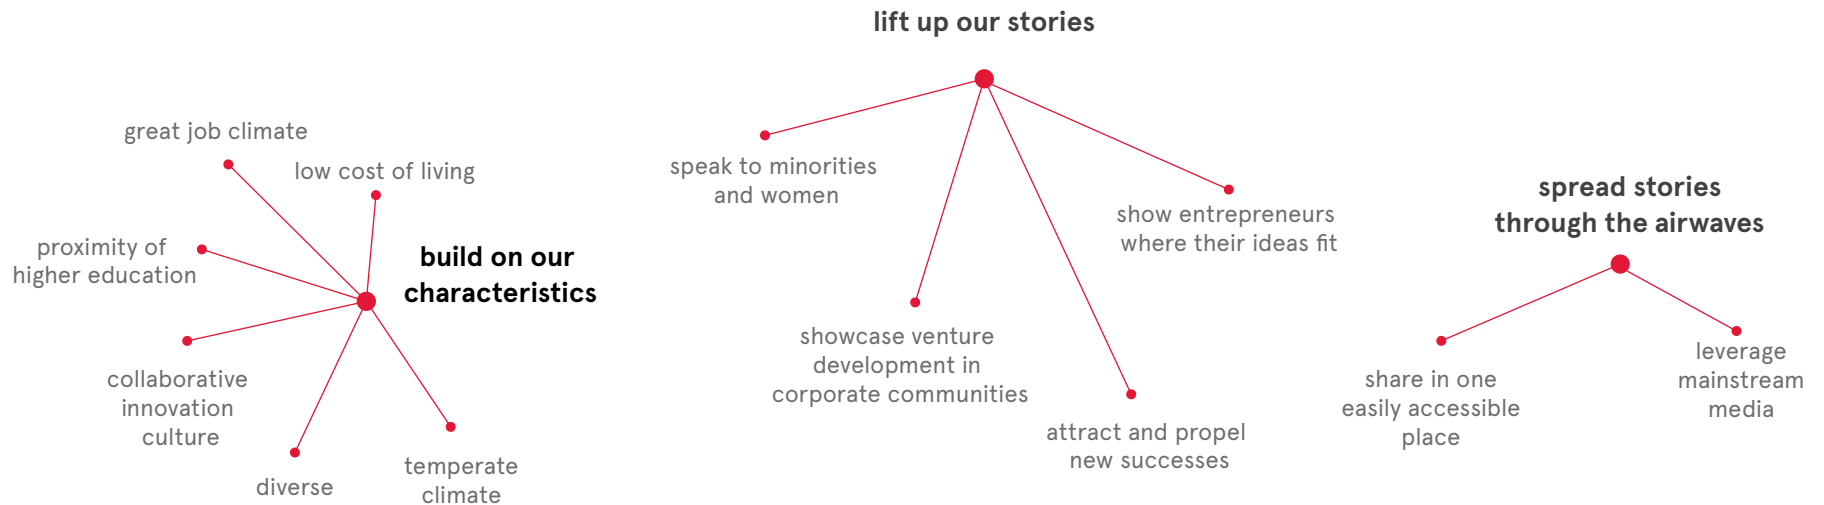 great job climate
low cost of living
proximity of
higher education
build on our
characteristics
collaborative
innovation
culture
diverse
temperate
climate
lift up our stories
speak to minorities
and women
show entrepreneurs
where their ideas fit
showcase venture
development in
corporate communities
attract and propel
new successes
spread stories
through the airwaves
share in one
easily accessible
place
leverage
mainstream
media